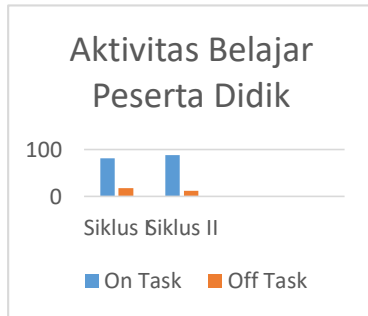 Aktivitas Belajar
Peserta Didik
100
0
Siklus I Siklus II
On Task Off Task